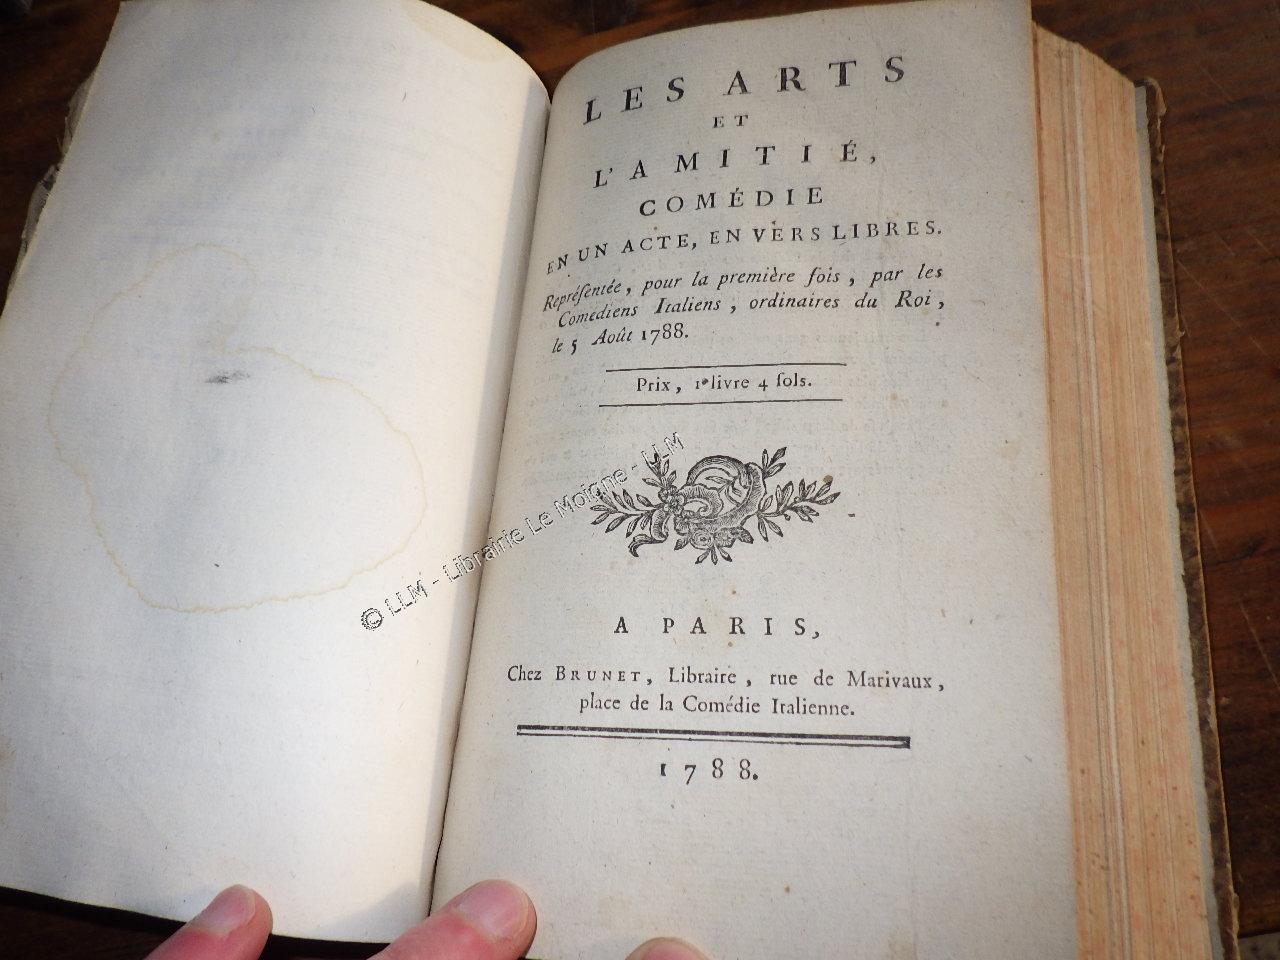 LES ARTS
ET
L'AMITIÉ,
COMÉDIE
EN UN ACTE, EN VERS LIBRES.
Repréſentée, pour la première fois, par les
Comédiens Italiens, ordinaires du Roi,
le 5 Août 1788.
Prix, 1 livre 4 ſols.
© LLM - Librairie Le Moigne - LLM
A PARIS,
Chez BRUNET, Libraire, rue de Marivaux,
place de la Comédie Italienne.
1788.